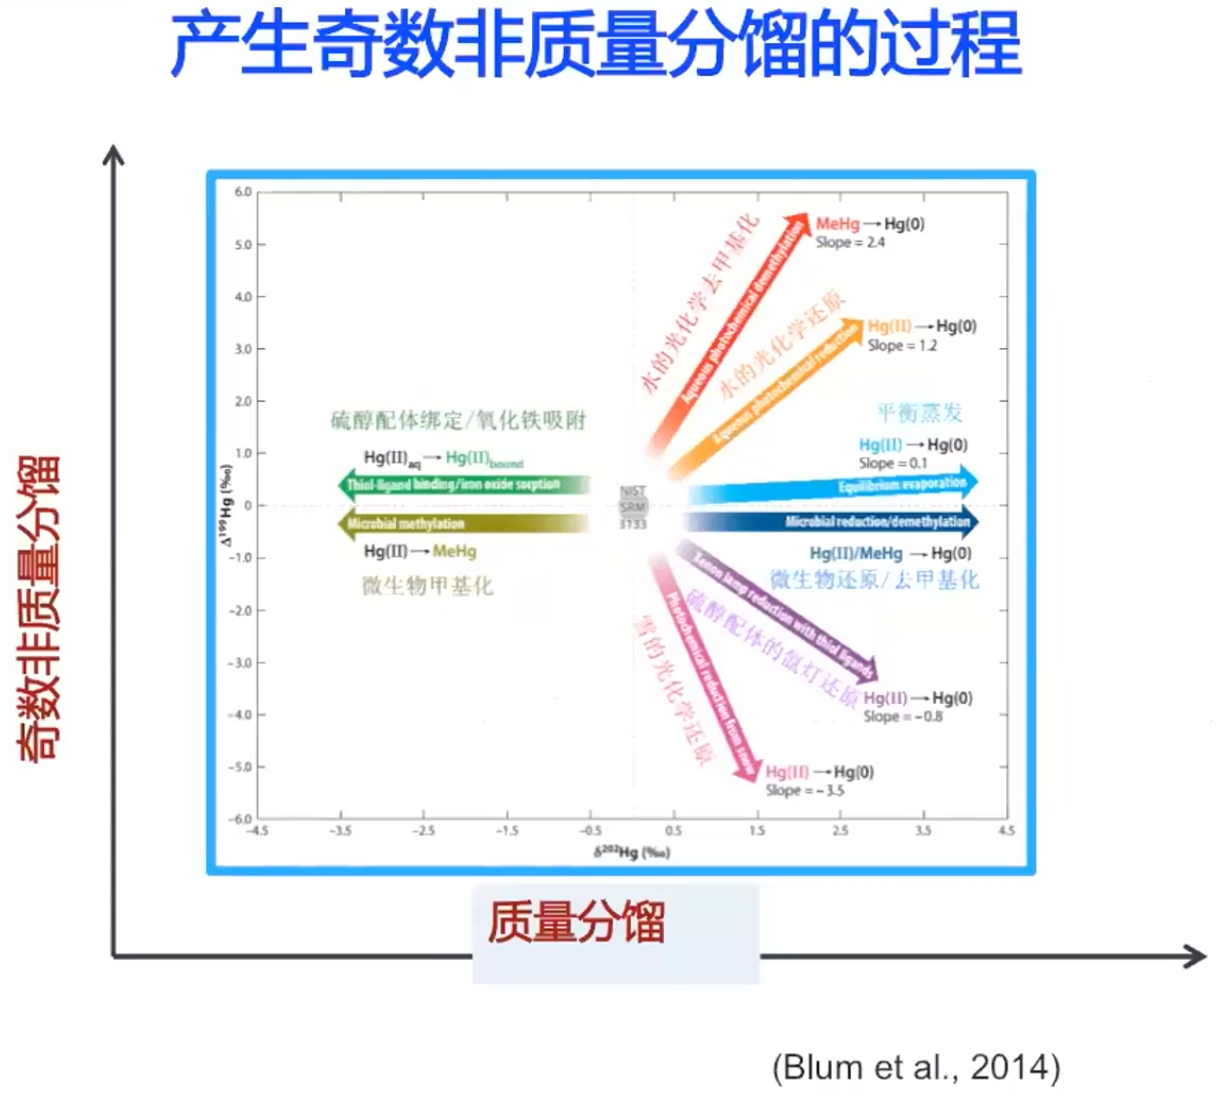 产生奇数非质量分馏的过程
奇数非质量分馏
6.0
5.0
4.0
3.0
2.0
1.0
0
−1.0
−2.0
−3.0
−4.0
−5.0
−6.0
Δ¹⁹⁹Hg (‰)
水的光化学去甲基化
Aqueous photochemical demethylation
MeHg → Hg(0)
Slope = 2.4
水的光化学还原
Aqueous photochemical reduction
Hg(II) → Hg(0)
Slope = 1.2
硫醇配体绑定/氧化铁吸附
Hg(II)aq → Hg(II)bound
Thiol-ligand binding/iron oxide sorption
平衡蒸发
Hg(II) → Hg(0)
Slope = 0.1
Equilibrium evaporation
NIST
SRM
3133
Microbial methylation
Hg(II) → MeHg
微生物甲基化
Microbial reduction/demethylation
Hg(II)/MeHg → Hg(0)
微生物还原/去甲基化
Xenon lamp reduction with thiol ligands
硫醇配体的氙灯还原
Hg(II) → Hg(0)
Slope = −0.8
Photochemical reduction from snow
雪的光化学还原
Hg(II) → Hg(0)
Slope = −3.5
−4.5
−3.5
−2.5
−1.5
−0.5
0.5
1.5
2.5
3.5
4.5
δ²⁰²Hg (‰)
质量分馏
(Blum et al., 2014)